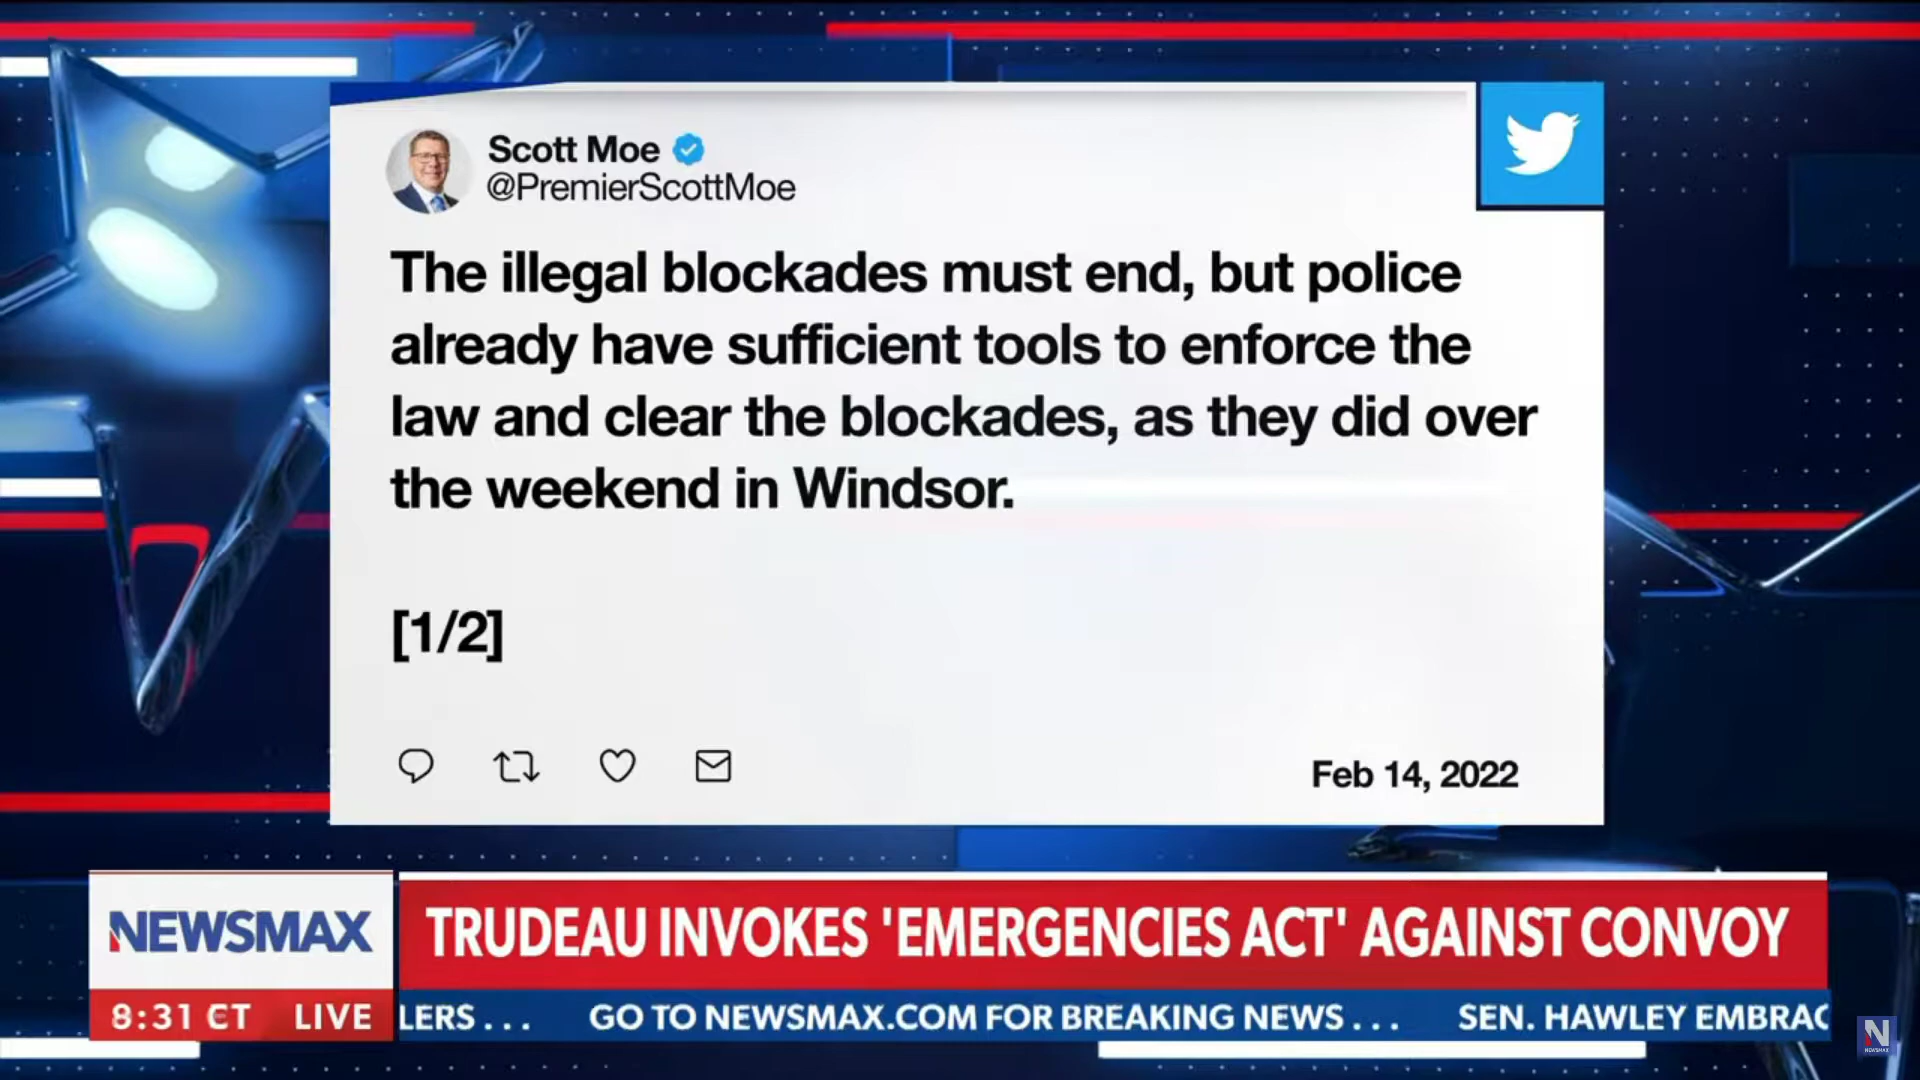 Scott Moe
@PremierScottMoe
The illegal blockades must end, but police
already have sufficient tools to enforce the
law and clear the blockades, as they did over
the weekend in Windsor.
[1/2]
Feb 14, 2022
NEWSMAX
TRUDEAU INVOKES 'EMERGENCIES ACT' AGAINST CONVOY
8:31 CT LIVE
LERS... GO TO NEWSMAX.COM FOR BREAKING NEWS... SEN. HAWLEY EMBRAC
N
NEWSMAX